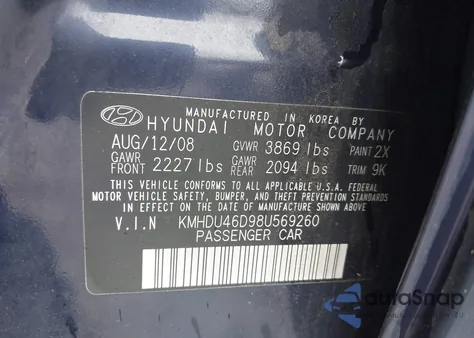 MANUFACTURED IN KOREA BY
HYUNDAI MOTOR COMPANY
AUG/12/08 GVWR 3869 lbs PAINT 2X
GAWR FRONT 2227 lbs GAWR REAR 2094 lbs TRIM 9K
THIS VEHICLE CONFORMS TO ALL APPLICABLE U.S.A. FEDERAL
MOTOR VEHICLE SAFETY, BUMPER, AND THEFT PREVENTION
STANDARDS IN EFFECT ON THE DATE OF MANUFACTURE SHOWN ABOVE.
V.I.N KMHDU46D98U569260
PASSENGER CAR
autoSnap